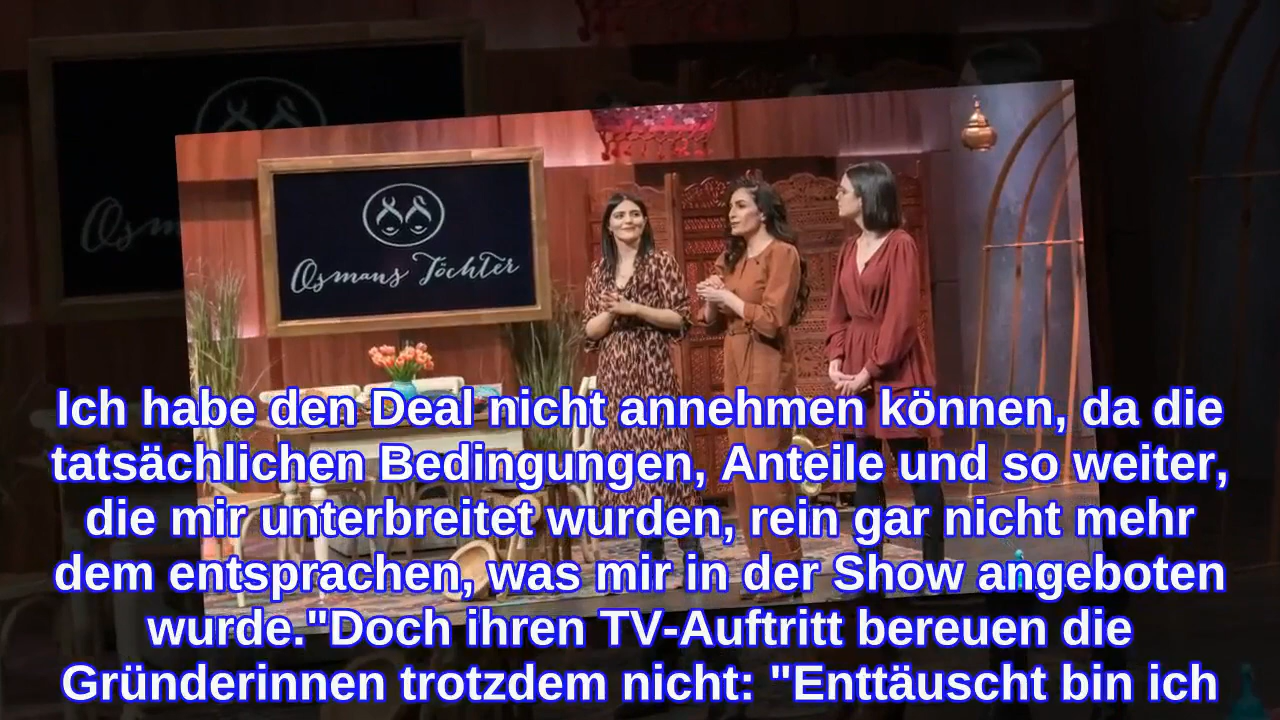 Osmans Töchter
Osm
Ich habe den Deal nicht annehmen können, da die
tatsächlichen Bedingungen, Anteile und so weiter,
die mir unterbreitet wurden, rein gar nicht mehr
dem entsprachen, was mir in der Show angeboten
wurde."Doch ihren TV-Auftritt bereuen die
Gründerinnen trotzdem nicht: "Enttäuscht bin ich